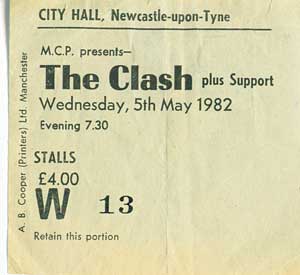 CITY HALL, Newcastle-upon-Tyne
M.C.P. presents—
The Clash plus Support
Wednesday, 5th May 1982
Evening 7.30
STALLS
£4.00
W 13
Retain this portion
A. B. Cooper (Printers) Ltd. Manchester